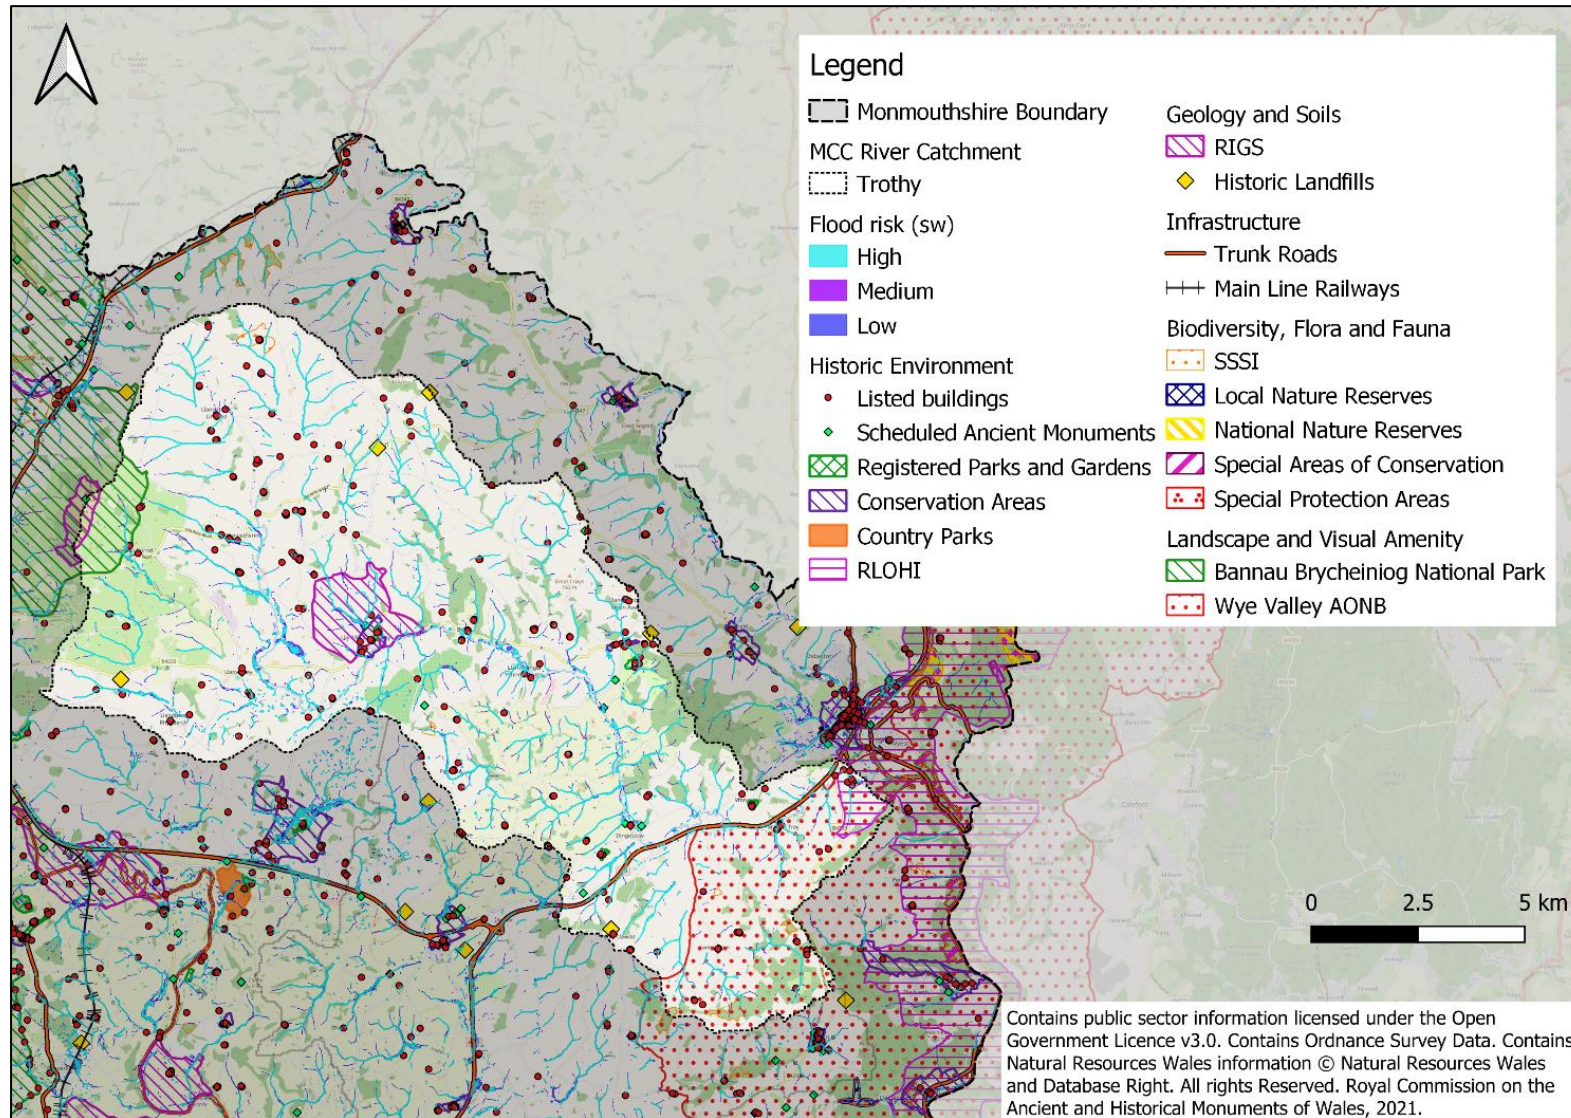 Legend
Monmouthshire Boundary
MCC River Catchment
Trothy
Flood risk (sw)
High
Medium
Low
Historic Environment
Listed buildings
Scheduled Ancient Monuments
Registered Parks and Gardens
Conservation Areas
Country Parks
RLOHI
Geology and Soils
RIGS
Historic Landfills
Infrastructure
Trunk Roads
Main Line Railways
Biodiversity, Flora and Fauna
SSSI
Local Nature Reserves
National Nature Reserves
Special Areas of Conservation
Special Protection Areas
Landscape and Visual Amenity
Bannau Brycheiniog National Park
Wye Valley AONB
0 2.5 5 km
Contains public sector information licensed under the Open
Government Licence v3.0. Contains Ordnance Survey Data. Contains
Natural Resources Wales information © Natural Resources Wales
and Database Right. All rights Reserved. Royal Commission on the
Ancient and Historical Monuments of Wales, 2021.